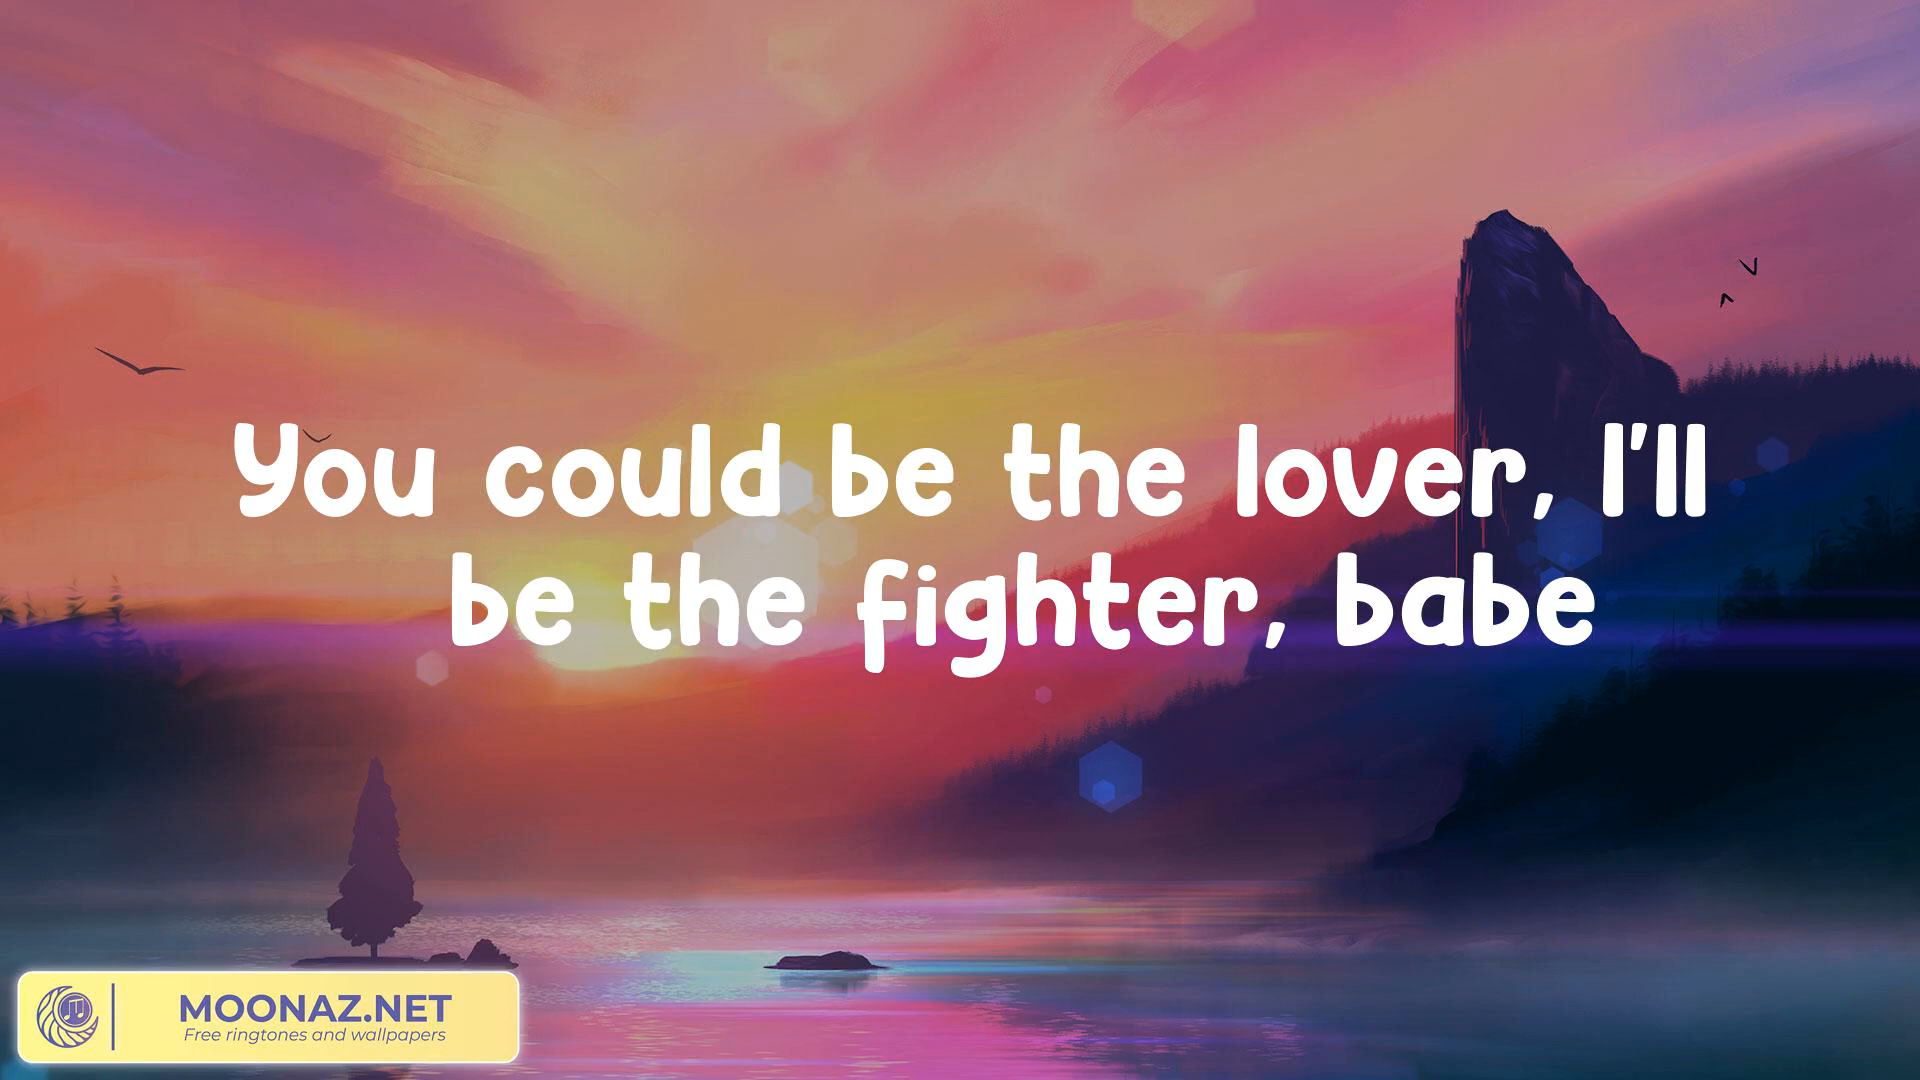 You could be the lover, I'll
be the fighter, babe
MOONAZ.NET
Free ringtones and wallpapers